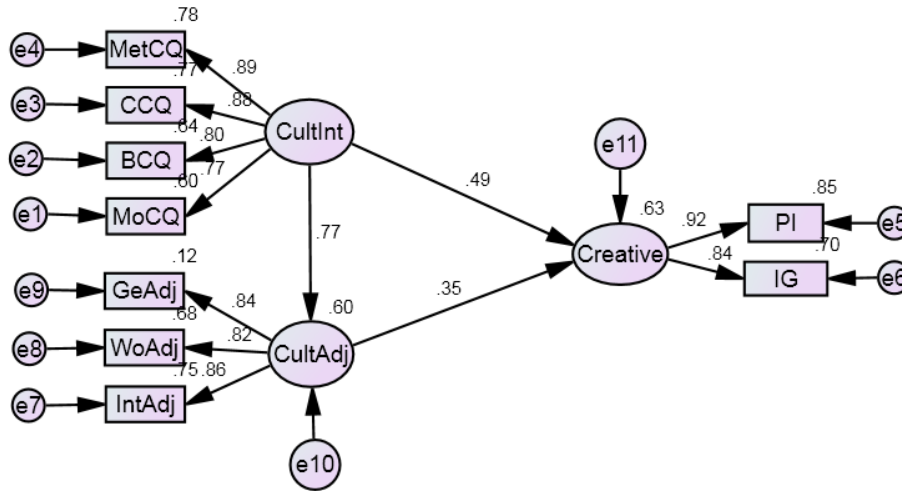 .78
e4 MetCQ .89
.77
e3 CCQ .88
CultInt
.64
e2 BCQ .80
.77
.60
e1 MoCQ
e11
.49
.85
.63
.92 PI e5
.77
Creative
.84 .70
IG e6
.12
e9 GeAdj .84
.35
.68
.60
e8 WoAdj .82
CultAdj
.75 .86
e7 IntAdj
e10